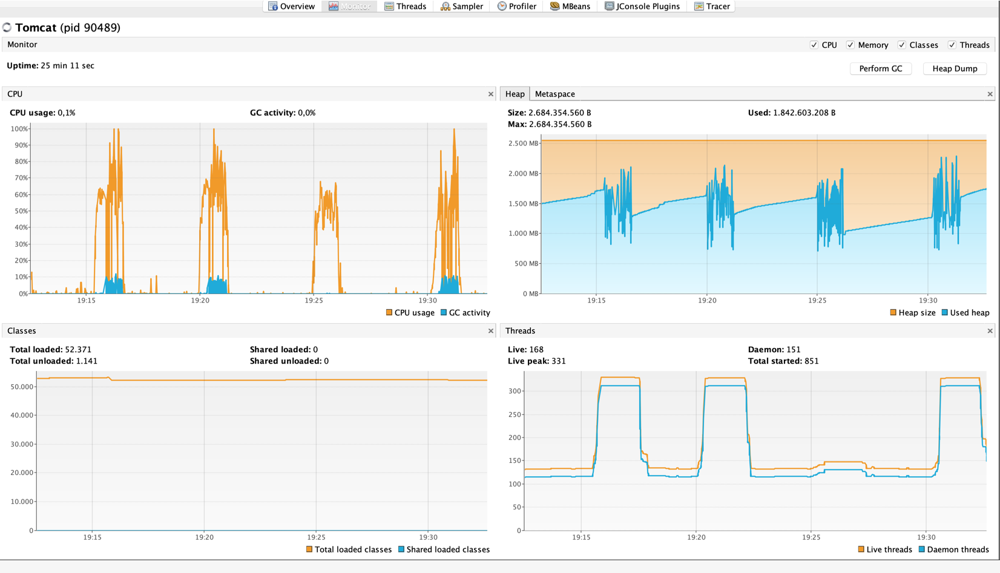 Overview Monitor Threads Sampler Profiler MBeans JConsole Plugins Tracer
Tomcat (pid 90489)
Monitor
CPU Memory Classes Threads
Uptime: 25 min 11 sec
Perform GC Heap Dump
CPU
CPU usage: 0,1% GC activity: 0,0%
100%
90%
80%
70%
60%
50%
40%
30%
20%
10%
0%
19:15 19:20 19:25 19:30
CPU usage GC activity
Heap Metaspace
Size: 2.684.354.560 B Used: 1.842.603.208 B
Max: 2.684.354.560 B
2.500 MB
2.000 MB
1.500 MB
1.000 MB
500 MB
0 MB
19:15 19:20 19:25 19:30
Heap size Used heap
Classes
Total loaded: 52.371 Shared loaded: 0
Total unloaded: 1.141 Shared unloaded: 0
50.000
40.000
30.000
20.000
10.000
0
19:15 19:20 19:25 19:30
Total loaded classes Shared loaded classes
Threads
Live: 168 Daemon: 151
Live peak: 331 Total started: 851
300
250
200
150
100
50
0
19:15 19:20 19:25 19:30
Live threads Daemon threads